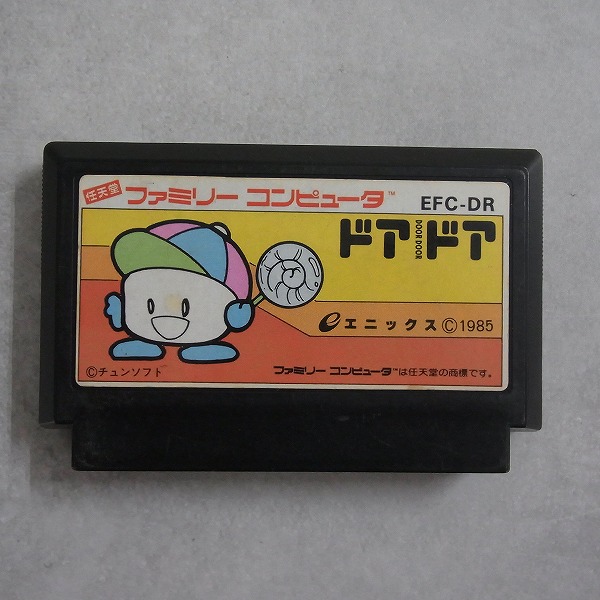 任天堂 ファミリー コンピュータ™
EFC-DR
ドアドア
DOOR DOOR
eエニックス©1985
©チュンソフト
ファミリー コンピュータ™は任天堂の商標です。